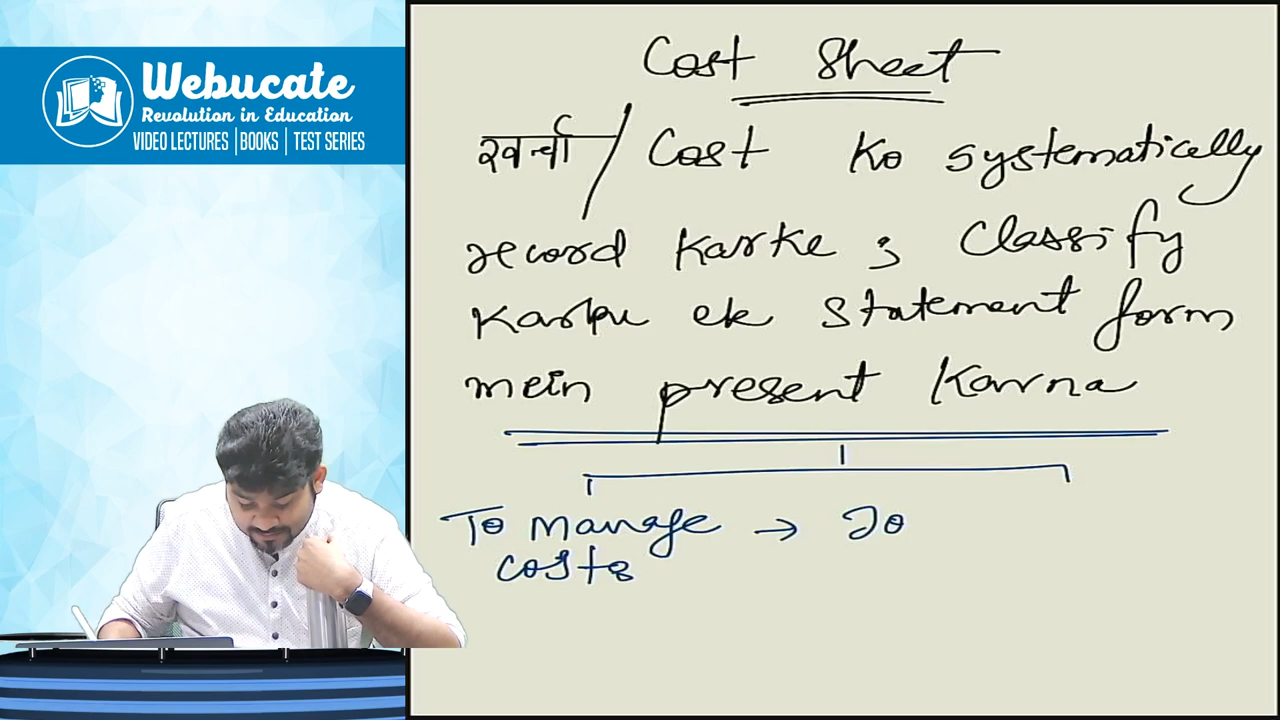 Webucate
Revolution in Education
VIDEO LECTURES | BOOKS | TEST SERIES
Cost Sheet
खर्चा / Cost Ko systematically
record Karke & Classify
Karke ek statement form
mein present Karna
To manage → To
costs